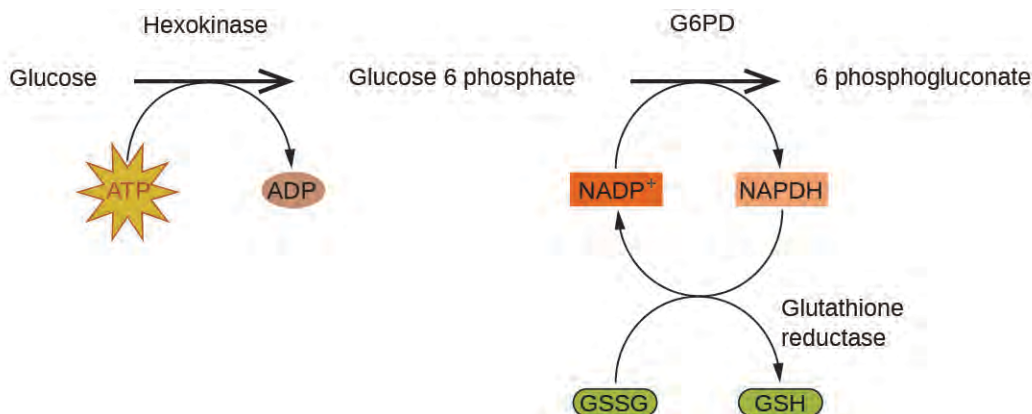 Hexokinase
G6PD
Glucose
Glucose 6 phosphate
6 phosphogluconate
ATP
ADP
NADP⁺
NAPDH
Glutathione
reductase
GSSG
GSH